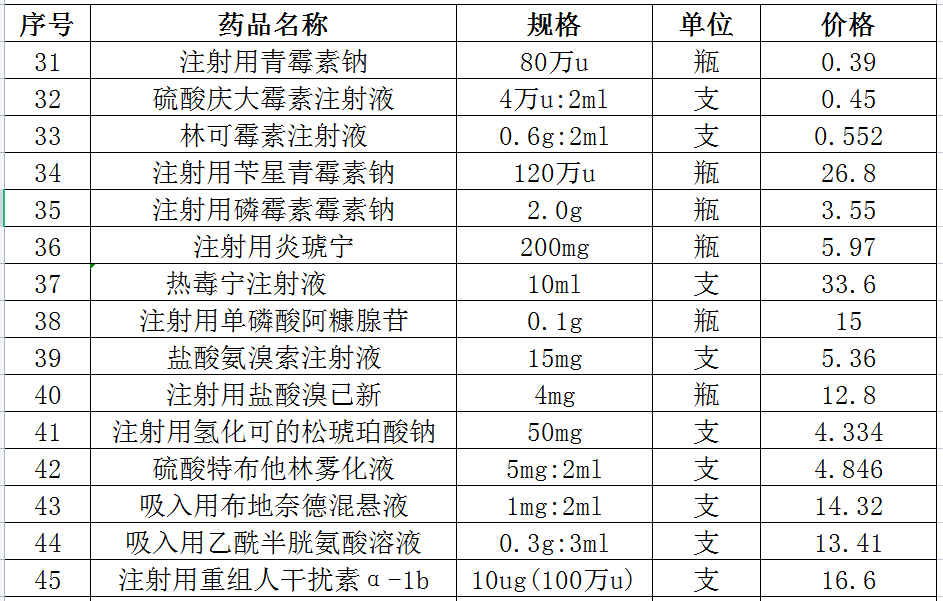 序号 药品名称 规格 单位 价格
31 注射用青霉素钠 80万u 瓶 0.39
32 硫酸庆大霉素注射液 4万u:2ml 支 0.45
33 林可霉素注射液 0.6g:2ml 支 0.552
34 注射用苄星青霉素钠 120万u 瓶 26.8
35 注射用磷霉素霉素钠 2.0g 瓶 3.55
36 注射用炎琥宁 200mg 瓶 5.97
37 热毒宁注射液 10ml 支 33.6
38 注射用单磷酸阿糠腺苷 0.1g 瓶 15
39 盐酸氨溴索注射液 15mg 支 5.36
40 注射用盐酸溴已新 4mg 瓶 12.8
41 注射用氢化可的松琥珀酸钠 50mg 支 4.334
42 硫酸特布他林雾化液 5mg:2ml 支 4.846
43 吸入用布地奈德混悬液 1mg:2ml 支 14.32
44 吸入用乙酰半胱氨酸溶液 0.3g:3ml 支 13.41
45 注射用重组人干扰素α-1b 10ug(100万u) 支 16.6